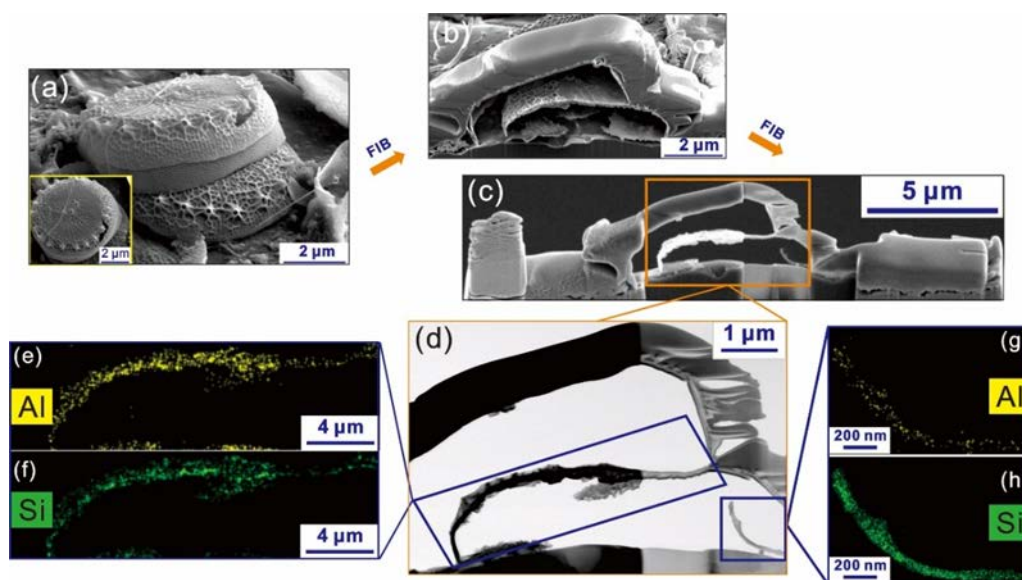 (a)
2 µm
2 µm
FIB
(b)
2 µm
FIB
(c)
5 µm
(d)
1 µm
(e)
Al
4 µm
(f)
Si
4 µm
(g)
Al
200 nm
(h)
Si
200 nm